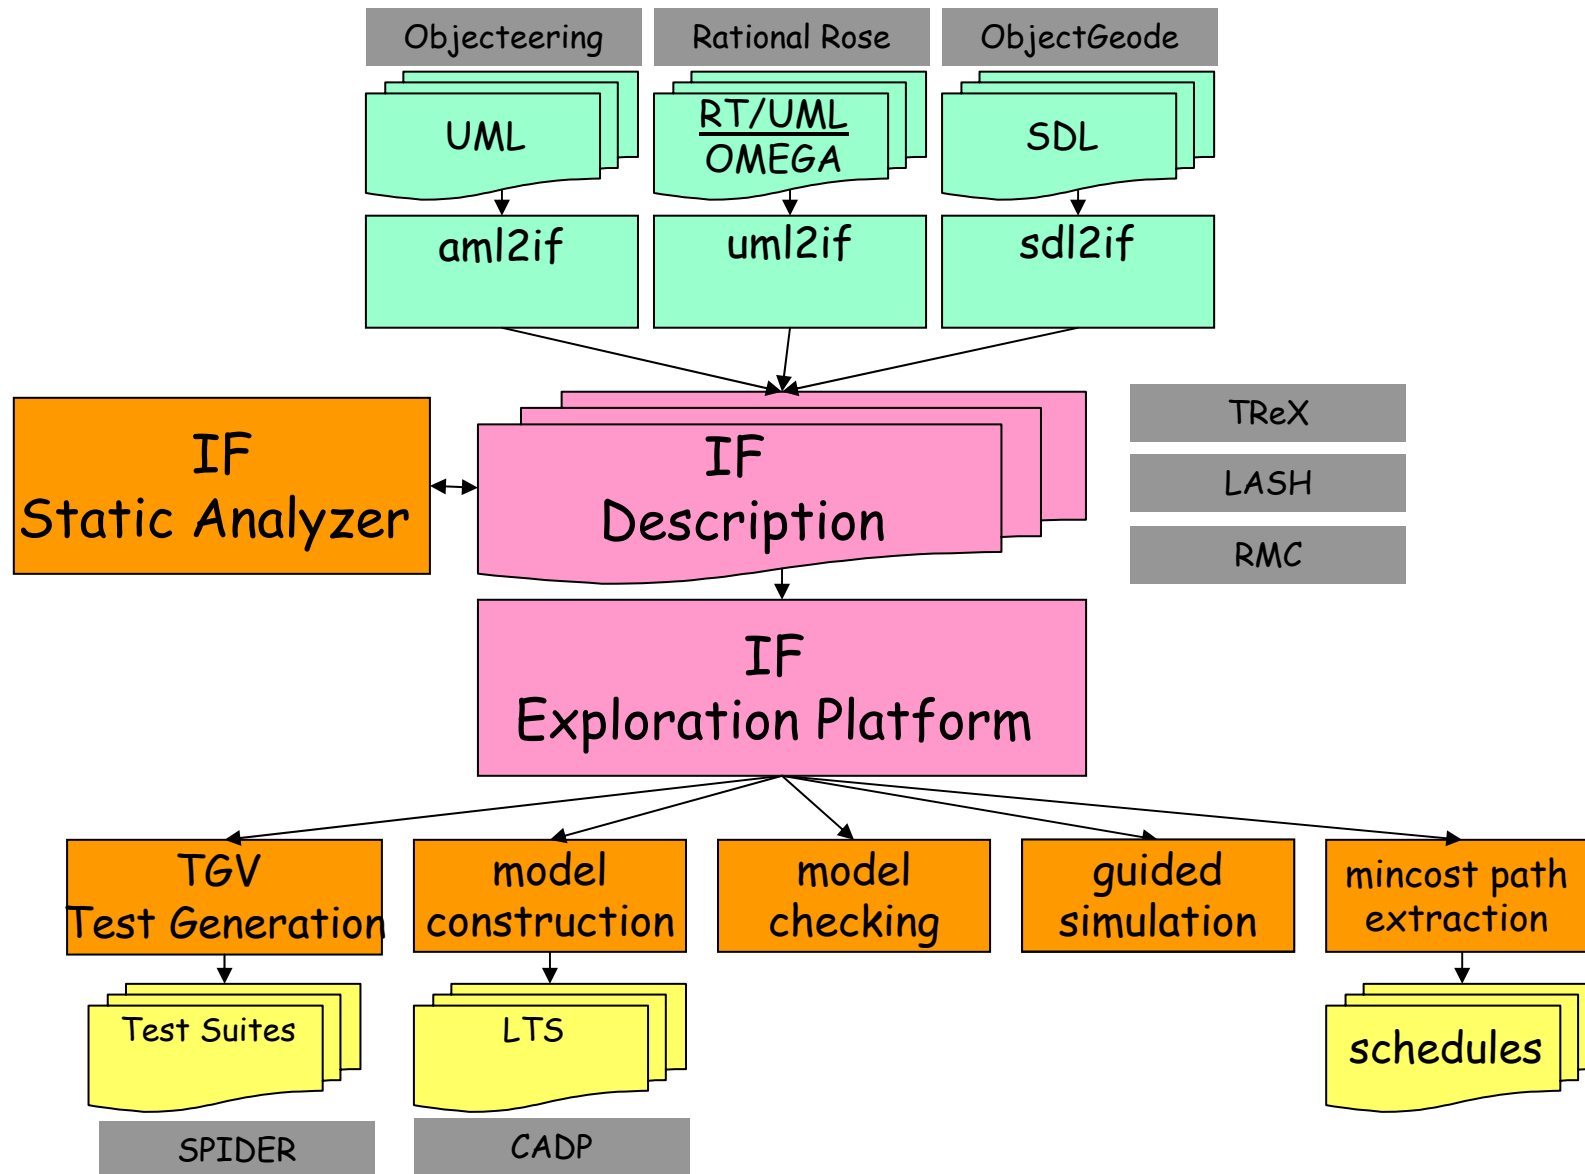 Objecteering
Rational Rose
ObjectGeode
UML
RT/UML
OMEGA
SDL
aml2if
uml2if
sdl2if
IF
Static Analyzer
IF
Description
TReX
LASH
RMC
IF
Exploration Platform
TGV
Test Generation
model
construction
model
checking
guided
simulation
mincost path
extraction
Test Suites
LTS
schedules
SPIDER
CADP